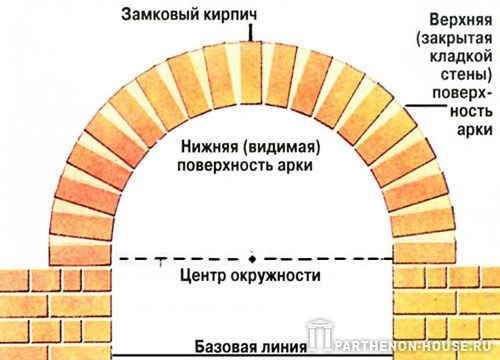 Замковый кирпич
Верхняя
(закрытая
кладкой
стены)
поверх-
ность
арки
Нижняя (видимая)
поверхность арки
Центр окружности
Базовая линия
PARTHENON-HOUSE.RU